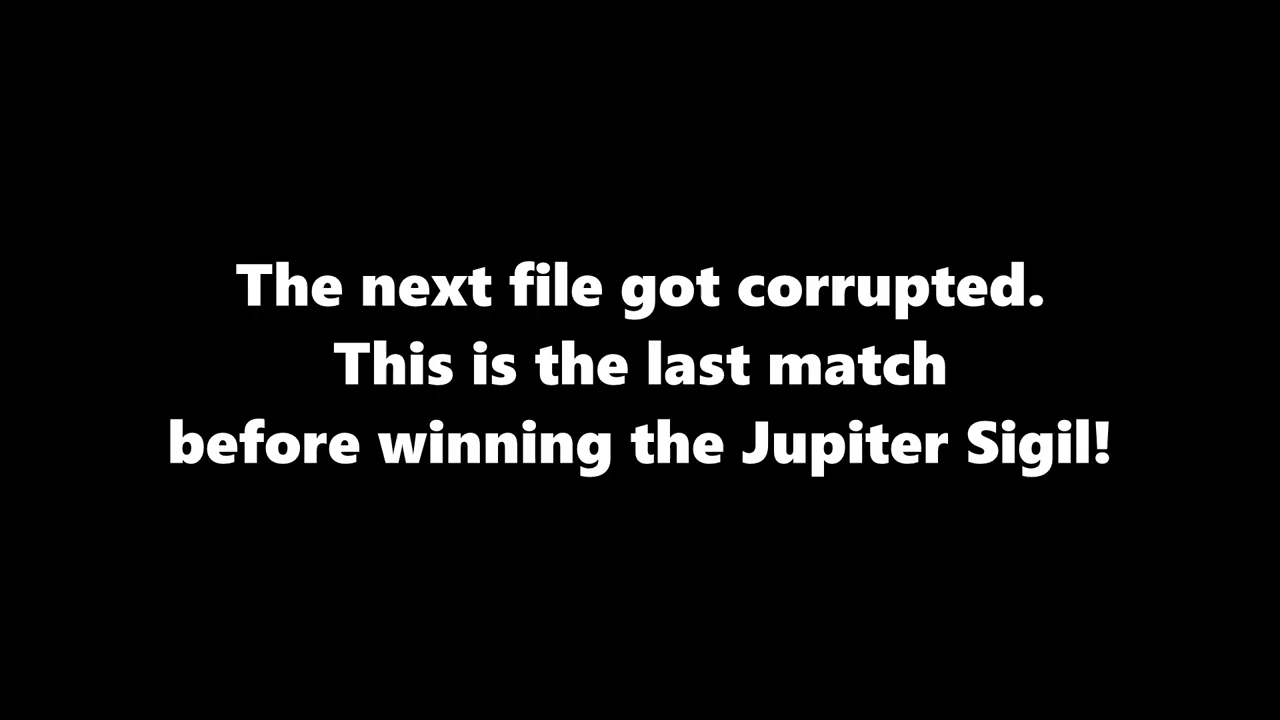 The next file got corrupted.
This is the last match
before winning the Jupiter Sigil!